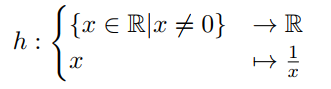 h : { {x ∈ ℝ|x ≠ 0} → ℝ
x ↦ 1/x